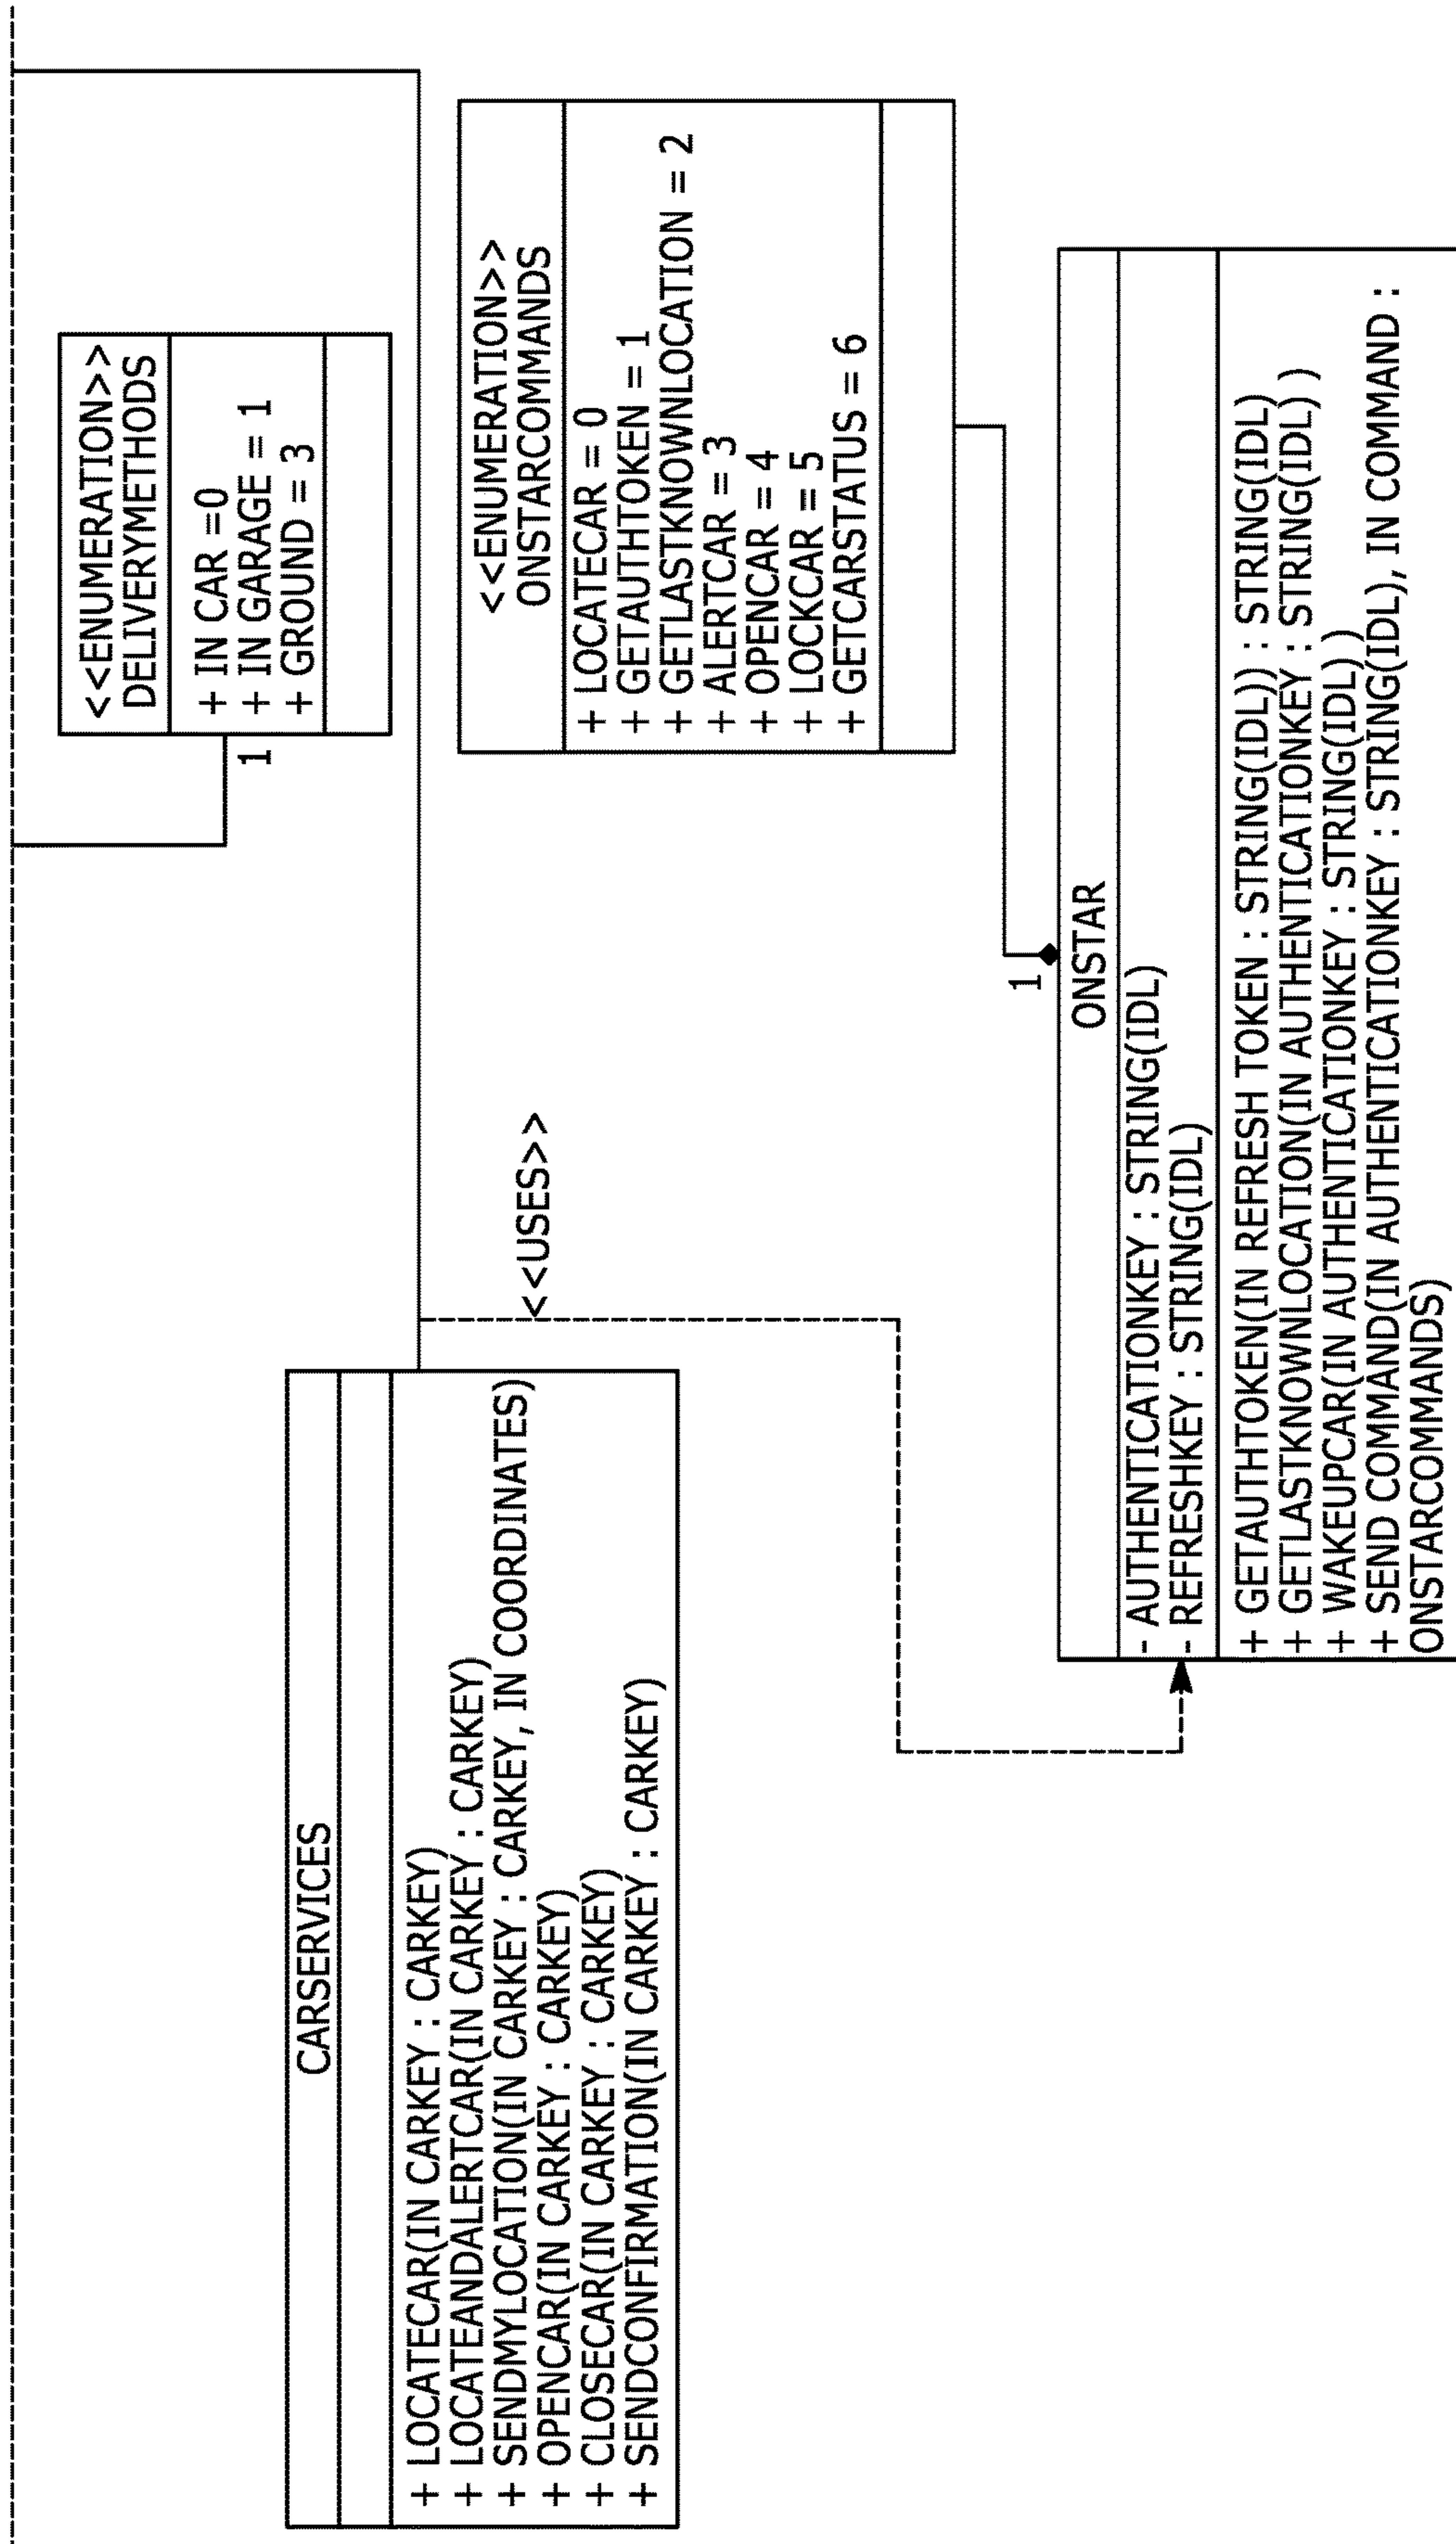 <<ENUMERATION>>
DELIVERYMETHODS
+ IN CAR =0
+ IN GARAGE = 1
+ GROUND = 3
1
CARSERVICES
+ LOCATECAR(IN CARKEY : CARKEY)
+ LOCATEANDALERTCAR(IN CARKEY : CARKEY)
+ SENDMYLOCATION(IN CARKEY : CARKEY, IN COORDINATES)
+ OPENCAR(IN CARKEY : CARKEY)
+ CLOSECAR(IN CARKEY : CARKEY)
+ SENDCONFIRMATION(IN CARKEY : CARKEY)
<<USES>>
<<ENUMERATION>>
ONSTARCOMMANDS
+ LOCATECAR = 0
+ GETAUTHTOKEN = 1
+ GETLASTKNOWNLOCATION = 2
+ ALERTCAR = 3
+ OPENCAR = 4
+ LOCKCAR = 5
+ GETCARSTATUS = 6
1
ONSTAR
- AUTHENTICATIONKEY : STRING(IDL)
- REFRESHKEY : STRING(IDL)
+ GETAUTHTOKEN(IN REFRESH TOKEN : STRING(IDL)) : STRING(IDL)
+ GETLASTKNOWNLOCATION(IN AUTHENTICATIONKEY : STRING(IDL) )
+ WAKEUPCAR(IN AUTHENTICATIONKEY : STRING(IDL))
+ SEND COMMAND(IN AUTHENTICATIONKEY : STRING(IDL), IN COMMAND :
ONSTARCOMMANDS)